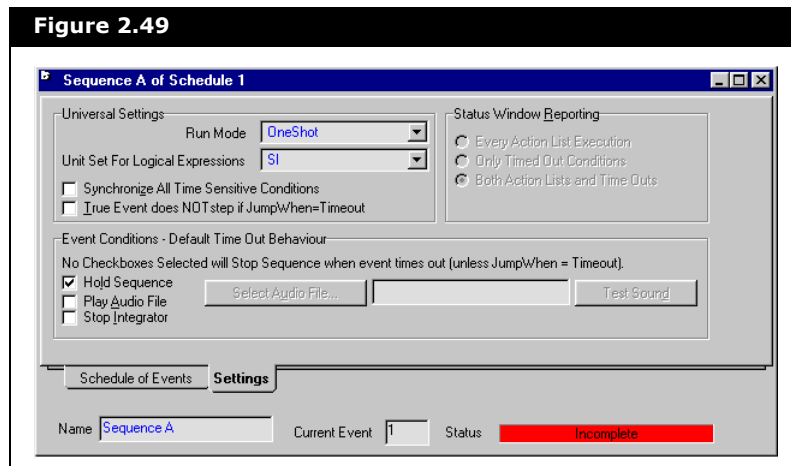 Figure 2.49
Sequence A of Schedule 1
Universal Settings
Run Mode OneShot
Unit Set For Logical Expressions SI
Synchronize All Time Sensitive Conditions
True Event does NOT step if JumpWhen=Timeout
Status Window Reporting
Every Action List Execution
Only Timed Out Conditions
Both Action Lists and Time Outs
Event Conditions - Default Time Out Behaviour
No Checkboxes Selected will Stop Sequence when event times out (unless JumpWhen = Timeout).
Hold Sequence
Play Audio File
Stop Integrator
Select Audio File... Test Sound
Schedule of Events Settings
Name Sequence A Current Event 1 Status Incomplete